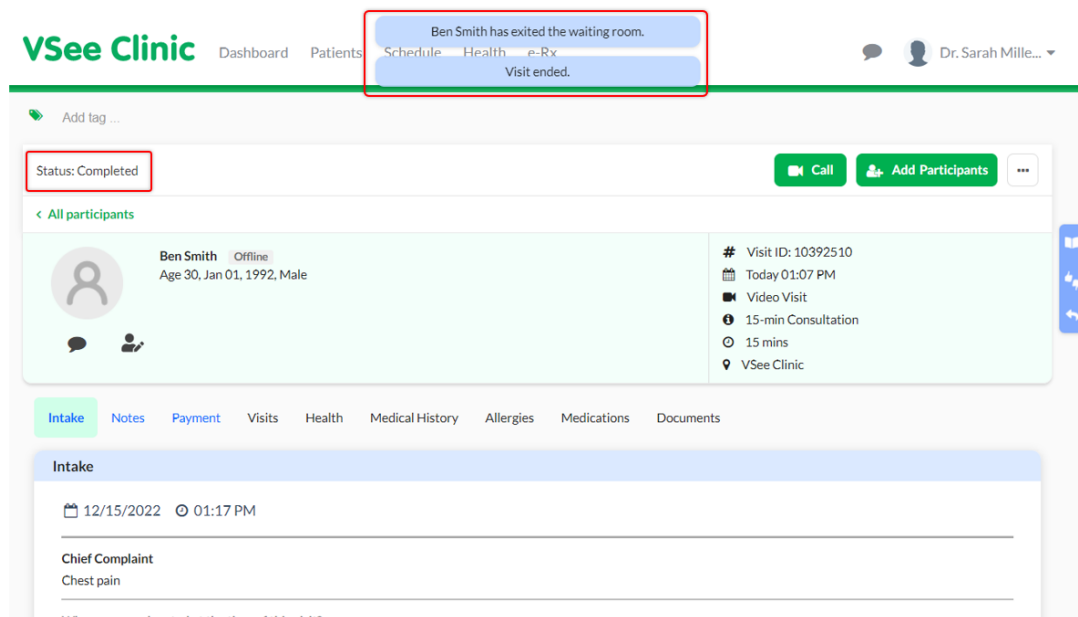 Ben Smith has exited the waiting room.
VSee Clinic Dashboard Patients Schedule Health e-Rx Dr. Sarah Mille...
Visit ended.
Add tag ...
Status: Completed Call Add Participants ...
< All participants
Ben Smith Offline
Age 30, Jan 01, 1992, Male
# Visit ID: 10392510
Today 01:07 PM
Video Visit
15-min Consultation
15 mins
VSee Clinic
Intake Notes Payment Visits Health Medical History Allergies Medications Documents
Intake
12/15/2022 01:17 PM
Chief Complaint
Chest pain